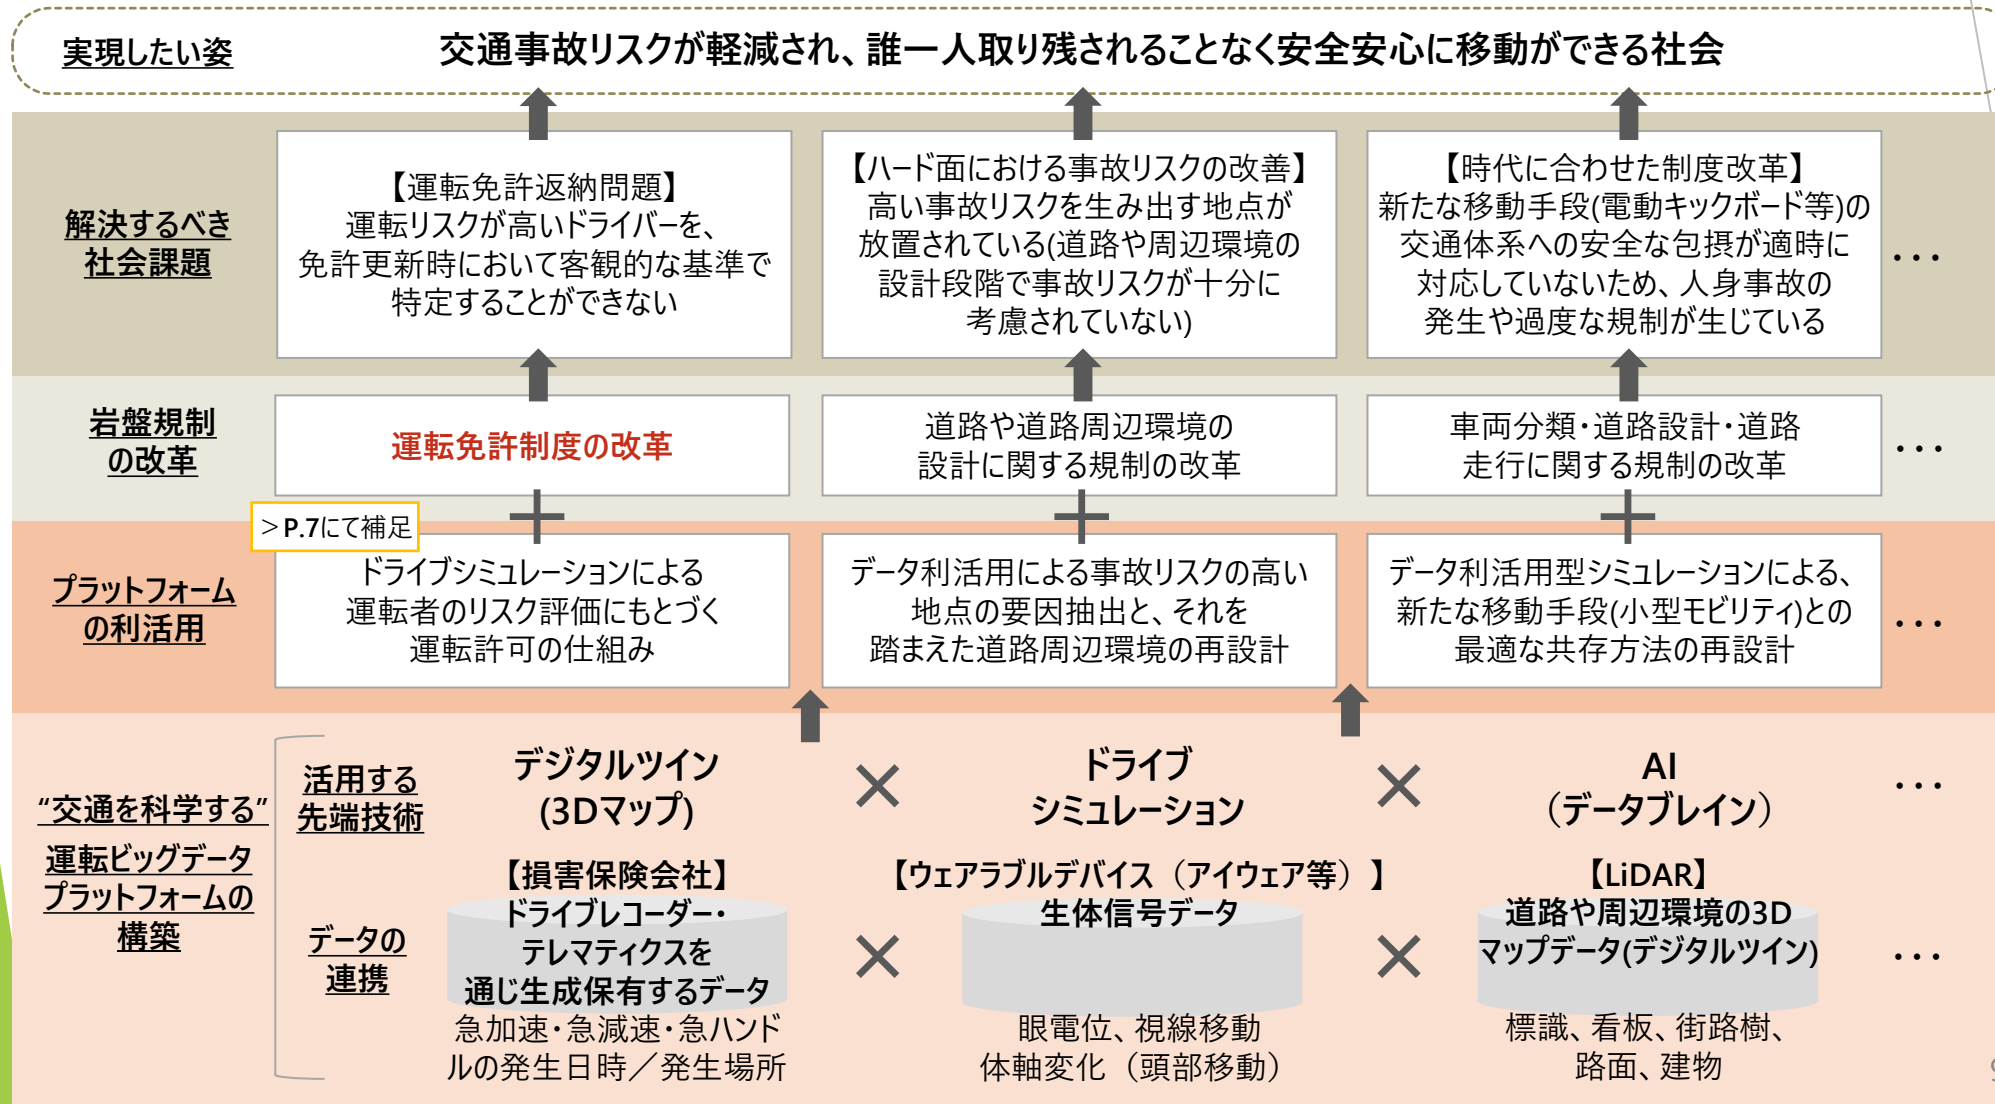 実現したい姿
交通事故リスクが軽減され、誰一人取り残されることなく安全安心に移動ができる社会
解決するべき
社会課題
【運転免許返納問題】
運転リスクが高いドライバーを、
免許更新時において客観的な基準で
特定することができない
【ハード面における事故リスクの改善】
高い事故リスクを生み出す地点が
放置されている(道路や周辺環境の
設計段階で事故リスクが十分に
考慮されていない)
【時代に合わせた制度改革】
新たな移動手段(電動キックボード等)の
交通体系への安全な包摂が適時に
対応していないため、人身事故の
発生や過度な規制が生じている
・・・
岩盤規制
の改革
運転免許制度の改革
道路や道路周辺環境の
設計に関する規制の改革
車両分類・道路設計・道路
走行に関する規制の改革
・・・
＞P.7にて補足
プラットフォーム
の利活用
ドライブシミュレーションによる
運転者のリスク評価にもとづく
運転許可の仕組み
データ利活用による事故リスクの高い
地点の要因抽出と、それを
踏まえた道路周辺環境の再設計
データ利活用型シミュレーションによる、
新たな移動手段(小型モビリティ)との
最適な共存方法の再設計
・・・
“交通を科学する”
運転ビッグデータ
プラットフォームの
構築
活用する
先端技術
デジタルツイン
(3Dマップ)
ドライブ
シミュレーション
AI
（データブレイン）
・・・
データの
連携
【損害保険会社】
ドライブレコーダー・
テレマティクスを
通じ生成保有するデータ
急加速・急減速・急ハンド
ルの発生日時／発生場所
【ウェアラブルデバイス（アイウェア等）】
生体信号データ
眼電位、視線移動
体軸変化（頭部移動）
【LiDAR】
道路や周辺環境の3D
マップデータ(デジタルツイン)
標識、看板、街路樹、
路面、建物
・・・